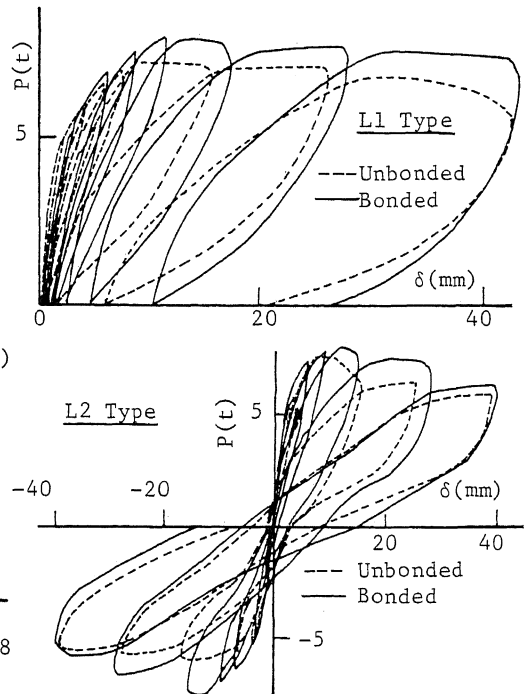 P(t)
5
L1 Type
Unbonded
Bonded
δ(mm)
0
20
40
)
L2 Type
P(t)
5
-40
-20
δ(mm)
20
40
Unbonded
Bonded
-5
8